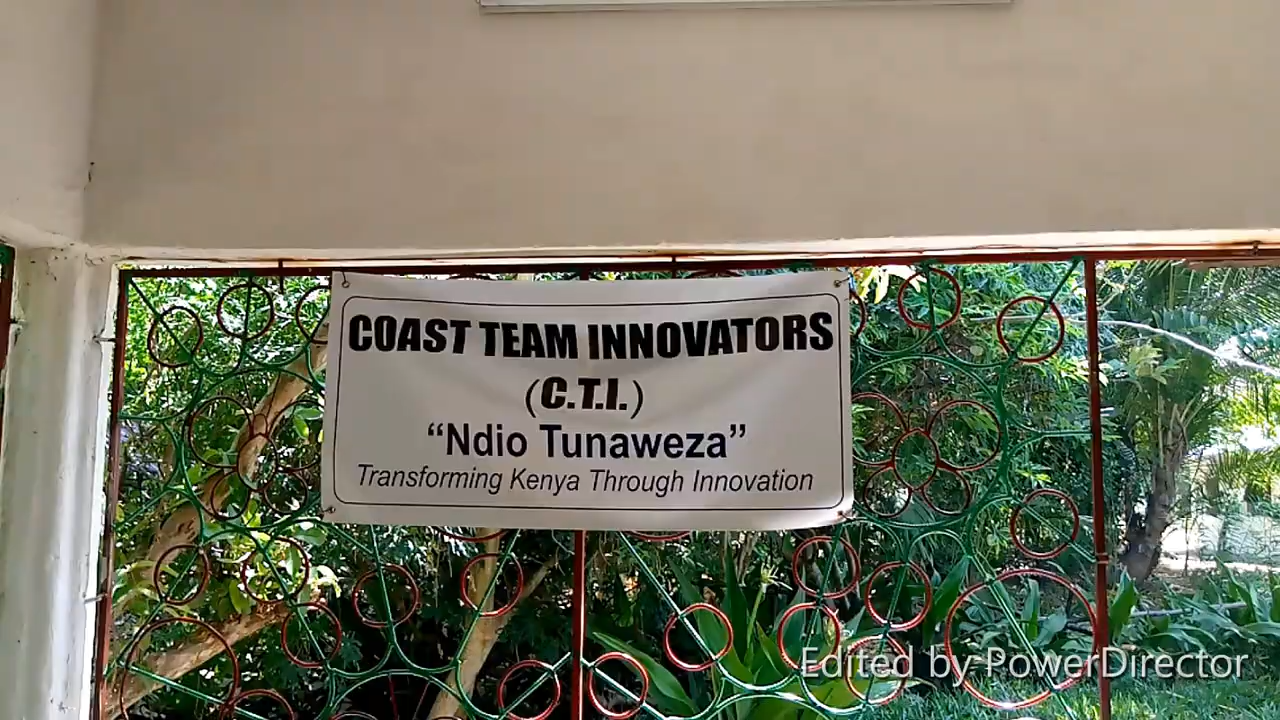 COAST TEAM INNOVATORS
(C.T.I.)
“Ndio Tunaweza”
Transforming Kenya Through Innovation
Edited by PowerDirector